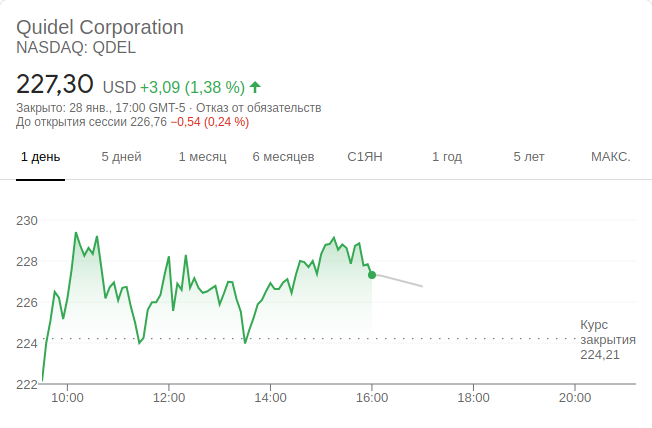 Quidel Corporation
NASDAQ: QDEL
227,30 USD +3,09 (1,38 %)
Закрыто: 28 янв., 17:00 GMT-5 · Отказ от обязательств
До открытия сессии 226,76 −0,54 (0,24 %)
1 день 5 дней 1 месяц 6 месяцев С1ЯН 1 год 5 лет МАКС.
230
228
226
224
222
Курс
закрытия
224,21
10:00 12:00 14:00 16:00 18:00 20:00